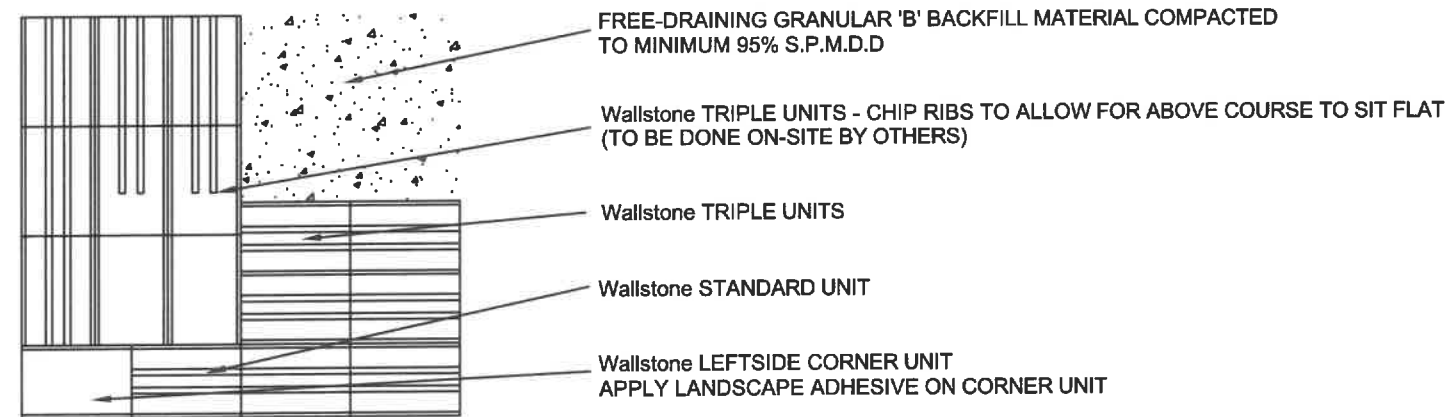 FREE-DRAINING GRANULAR 'B' BACKFILL MATERIAL COMPACTED
TO MINIMUM 95% S.P.M.D.D
Wallstone TRIPLE UNITS - CHIP RIBS TO ALLOW FOR ABOVE COURSE TO SIT FLAT
(TO BE DONE ON-SITE BY OTHERS)
Wallstone TRIPLE UNITS
Wallstone STANDARD UNIT
Wallstone LEFTSIDE CORNER UNIT
APPLY LANDSCAPE ADHESIVE ON CORNER UNIT